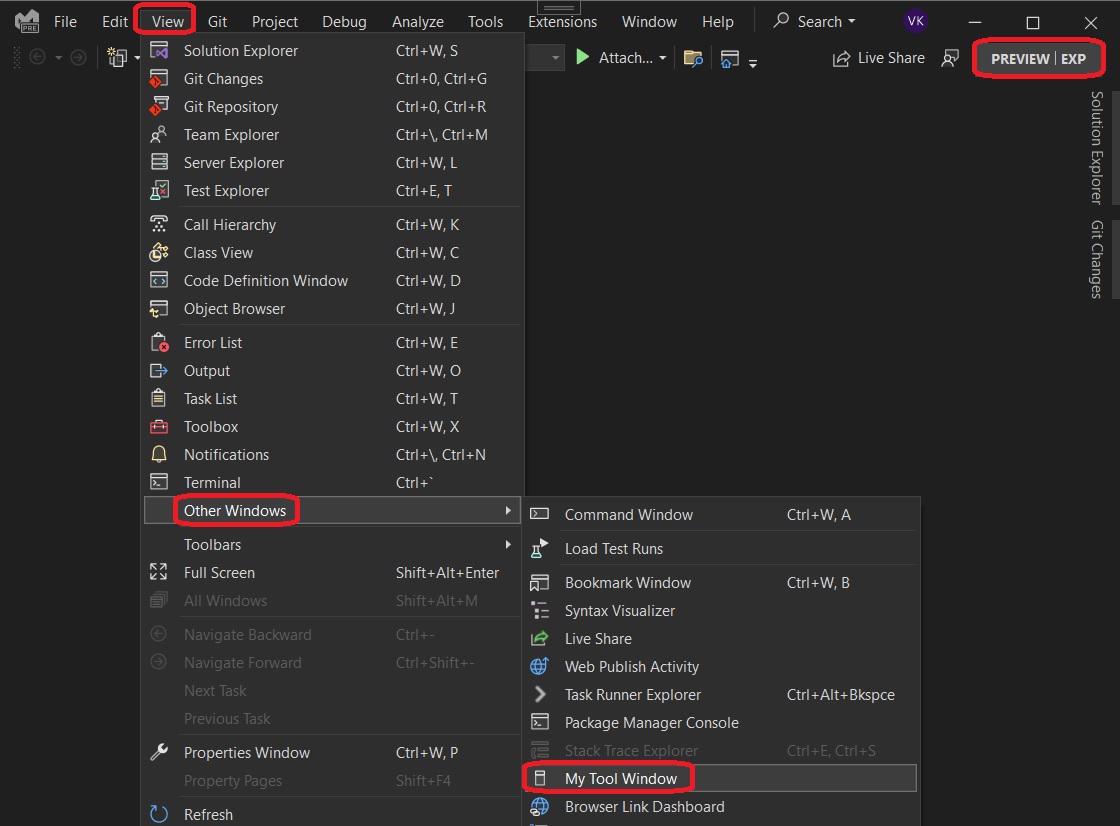 File Edit View Git Project Debug Analyze Tools Extensions Window Help Search VK
PRE
Attach... Live Share PREVIEW EXP
Solution Explorer Ctrl+W, S
Git Changes Ctrl+0, Ctrl+G
Git Repository Ctrl+0, Ctrl+R
Team Explorer Ctrl+\, Ctrl+M
Server Explorer Ctrl+W, L
Test Explorer Ctrl+E, T
Call Hierarchy Ctrl+W, K
Class View Ctrl+W, C
Code Definition Window Ctrl+W, D
Object Browser Ctrl+W, J
Error List Ctrl+W, E
Output Ctrl+W, O
Task List Ctrl+W, T
Toolbox Ctrl+W, X
Notifications Ctrl+\, Ctrl+N
Terminal Ctrl+`
Other Windows
Toolbars
Full Screen Shift+Alt+Enter
All Windows Shift+Alt+M
Navigate Backward Ctrl+-
Navigate Forward Ctrl+Shift+-
Next Task
Previous Task
Properties Window Ctrl+W, P
Property Pages Shift+F4
Refresh
Command Window Ctrl+W, A
Load Test Runs
Bookmark Window Ctrl+W, B
Syntax Visualizer
Live Share
Web Publish Activity
Task Runner Explorer Ctrl+Alt+Bkspce
Package Manager Console
Stack Trace Explorer Ctrl+E, Ctrl+S
My Tool Window
Browser Link Dashboard
Solution Explorer
Git Changes